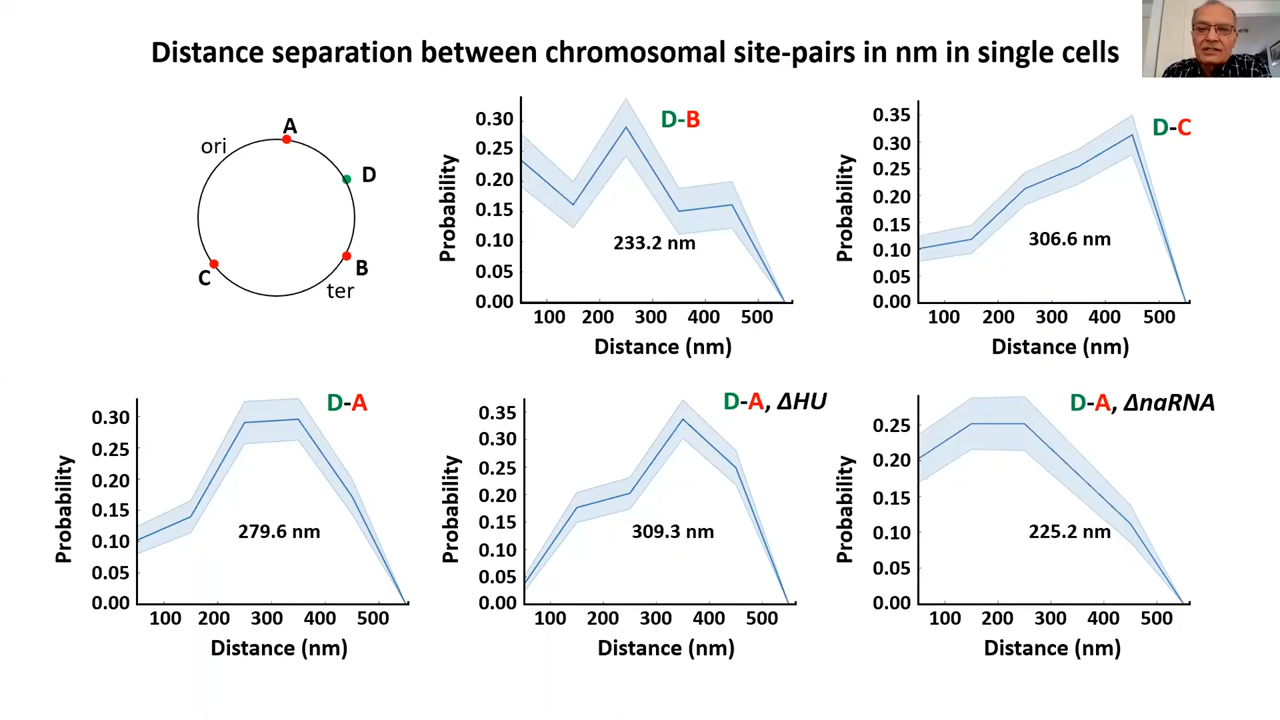 Distance separation between chromosomal site-pairs in nm in single cells
A
ori
D
C
B
ter
D-B
Probability
0.30
0.25
0.20
0.15
0.10
0.05
0.00
233.2 nm
100 200 300 400 500
Distance (nm)
D-C
Probability
0.35
0.30
0.25
0.20
0.15
0.10
0.05
0.00
306.6 nm
100 200 300 400 500
Distance (nm)
D-A
Probability
0.30
0.25
0.20
0.15
0.10
0.05
0.00
279.6 nm
100 200 300 400 500
Distance (nm)
D-A, ΔHU
Probability
0.35
0.30
0.25
0.20
0.15
0.10
0.05
0.00
309.3 nm
100 200 300 400 500
Distance (nm)
D-A, ΔnaRNA
Probability
0.25
0.20
0.15
0.10
0.05
0.00
225.2 nm
100 200 300 400 500
Distance (nm)